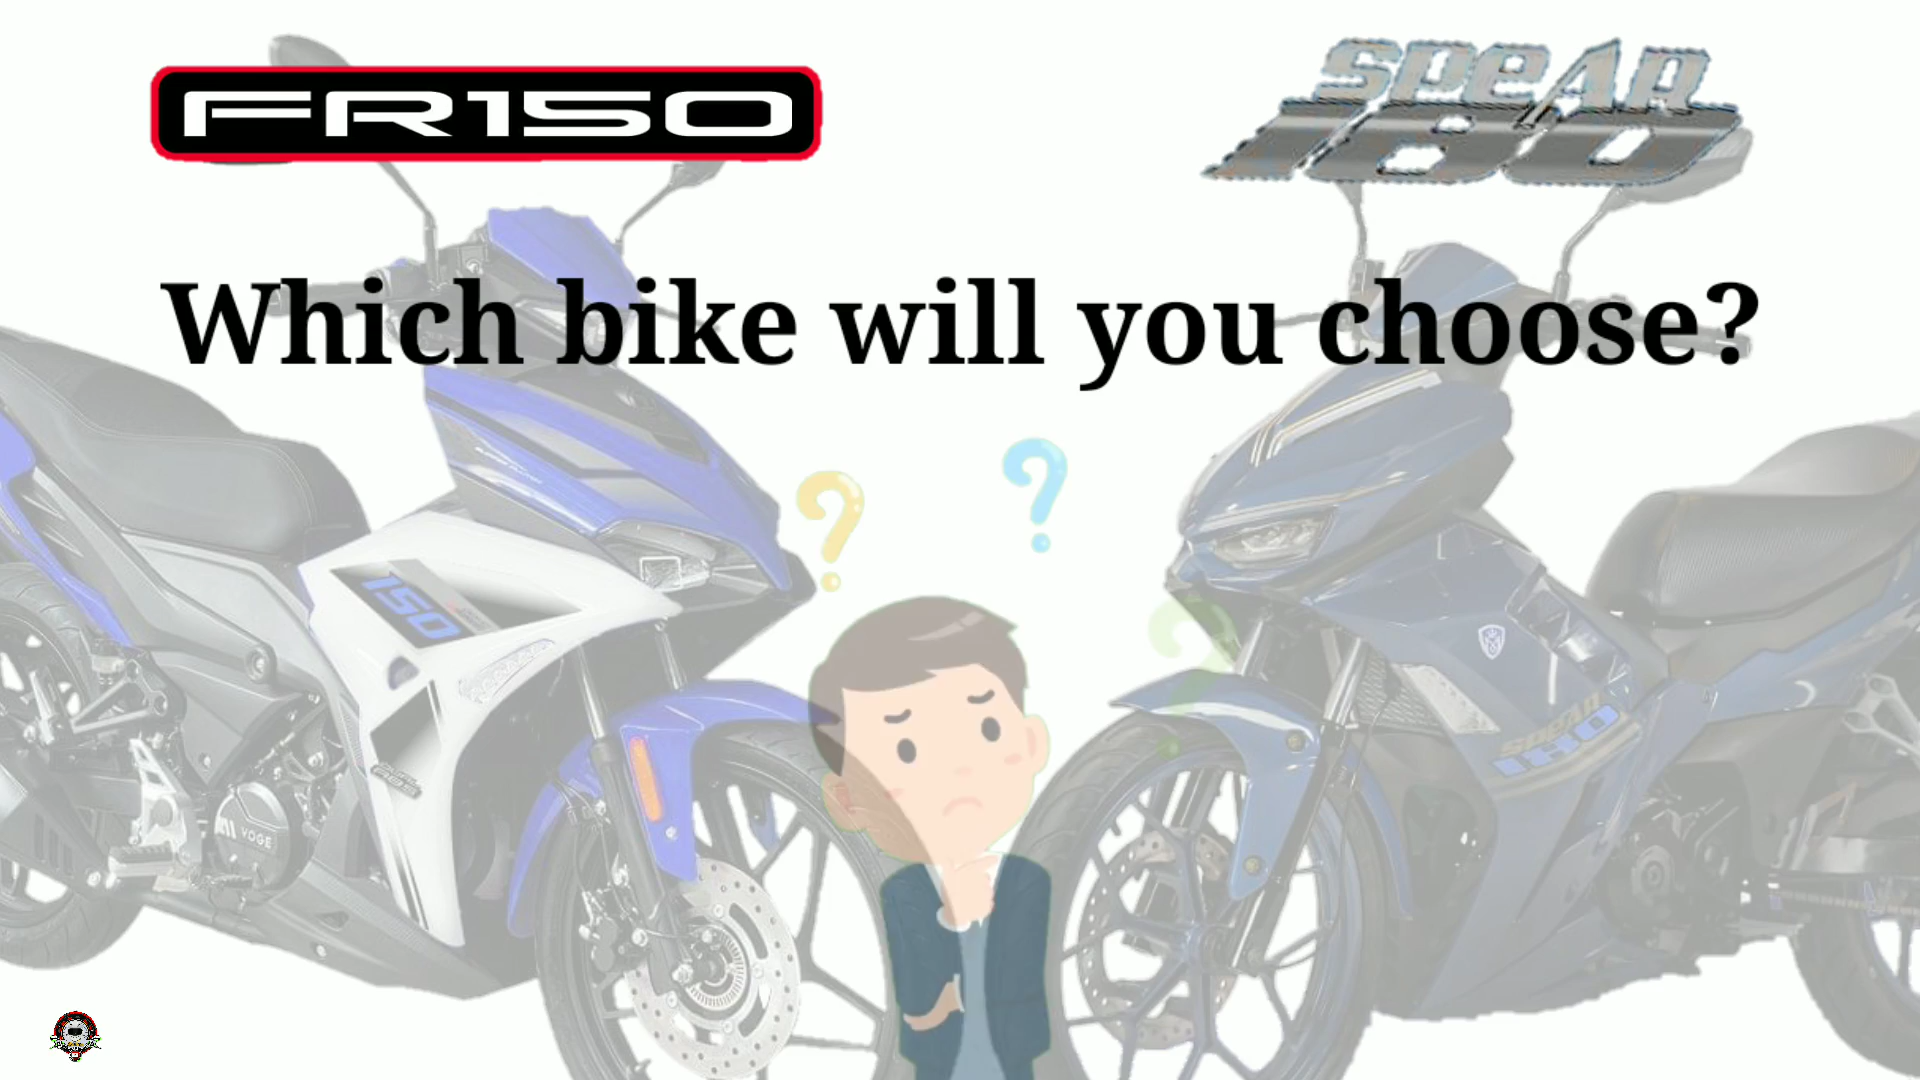 FR150
SPEAR
180
Which bike will you choose?
150
VOGE
SPEAR
180